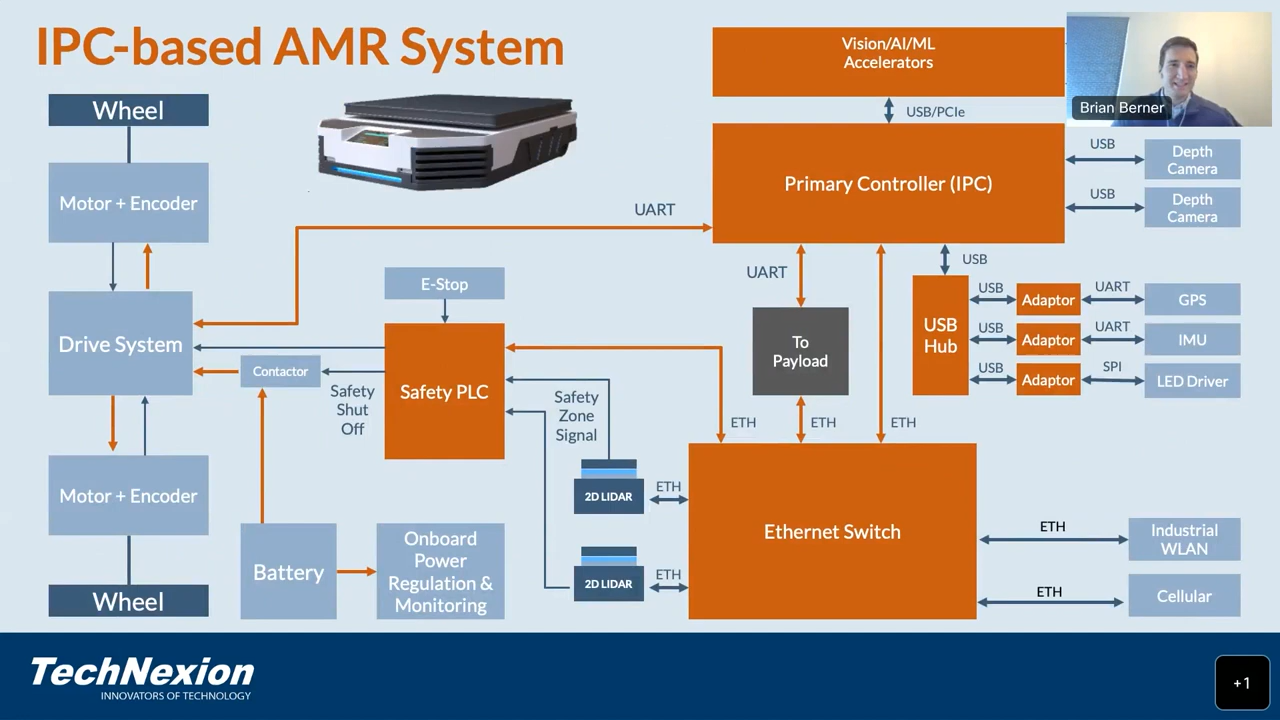 IPC-based AMR System
Wheel
Motor + Encoder
Drive System
Motor + Encoder
Wheel
Contactor
Battery
Onboard
Power
Regulation &
Monitoring
E-Stop
Safety PLC
Safety
Shut
Off
Safety
Zone
Signal
2D LIDAR
2D LIDAR
ETH
ETH
UART
Vision/AI/ML
Accelerators
USB/PCIe
Primary Controller (IPC)
UART
To
Payload
ETH
ETH
ETH
Ethernet Switch
USB
USB
Hub
USB
Depth
Camera
USB
Depth
Camera
USB
Adaptor
UART
GPS
USB
Adaptor
UART
IMU
USB
Adaptor
SPI
LED Driver
ETH
Industrial
WLAN
ETH
Cellular
Brian Berner
TechNexion
INNOVATORS OF TECHNOLOGY
+1